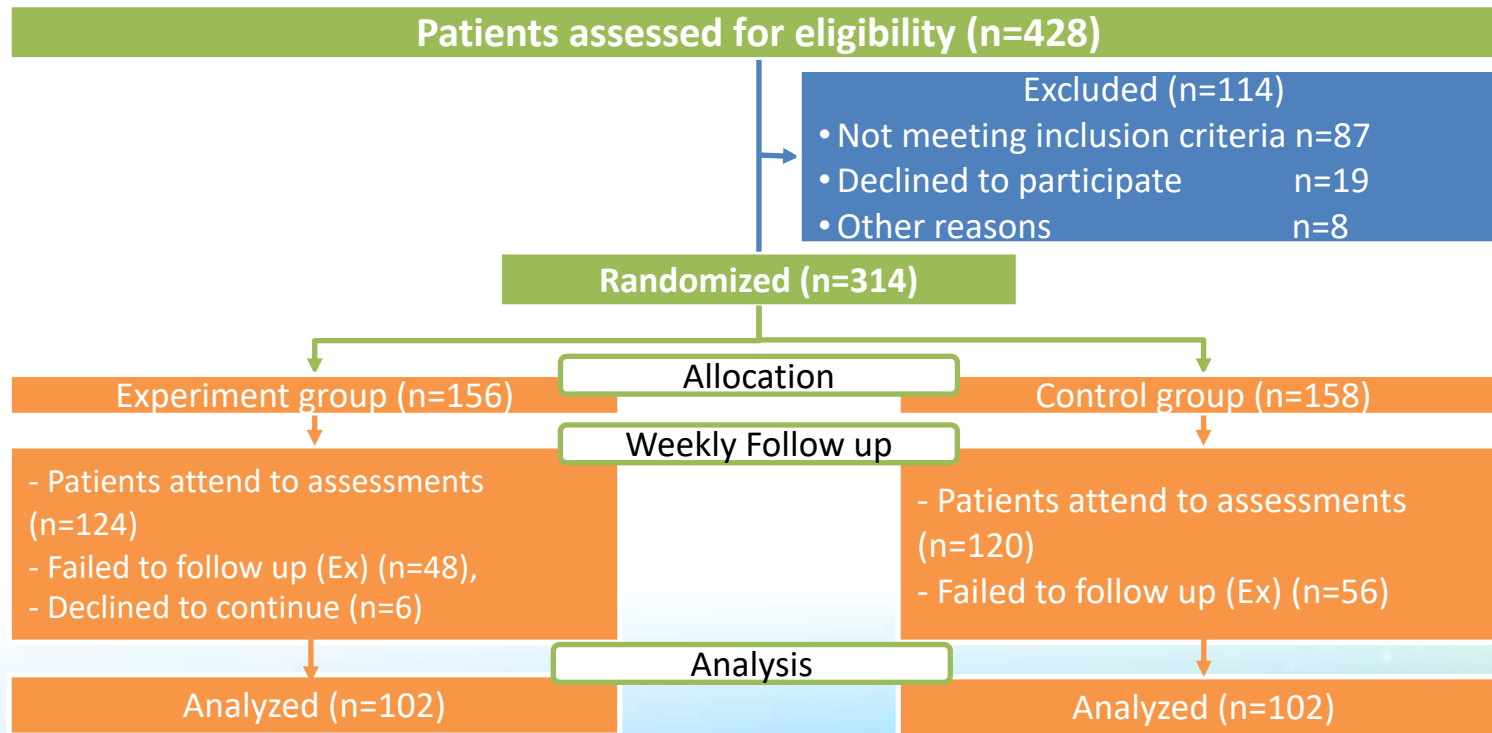 Patients assessed for eligibility (n=428)
Excluded (n=114)
• Not meeting inclusion criteria n=87
• Declined to participate n=19
• Other reasons n=8
Randomized (n=314)
Allocation
Experiment group (n=156)
Control group (n=158)
Weekly Follow up
- Patients attend to assessments
(n=124)
- Failed to follow up (Ex) (n=48),
- Declined to continue (n=6)
- Patients attend to assessments
(n=120)
- Failed to follow up (Ex) (n=56)
Analysis
Analyzed (n=102)
Analyzed (n=102)